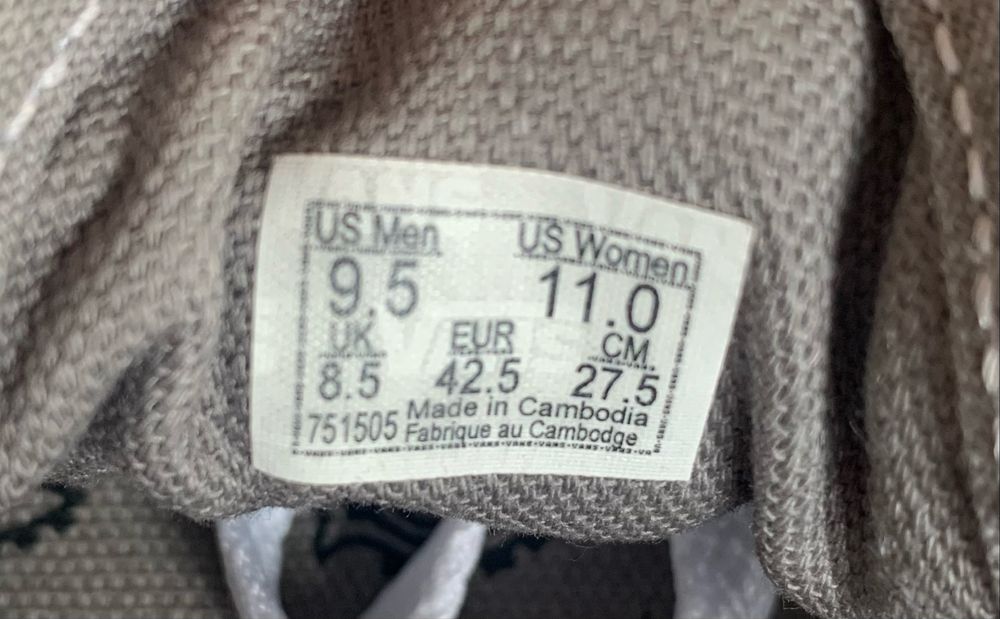 US Men US Women
9.5 11.0
UK EUR CM
8.5 42.5 27.5
751505 Made in Cambodia
Fabrique au Cambodge